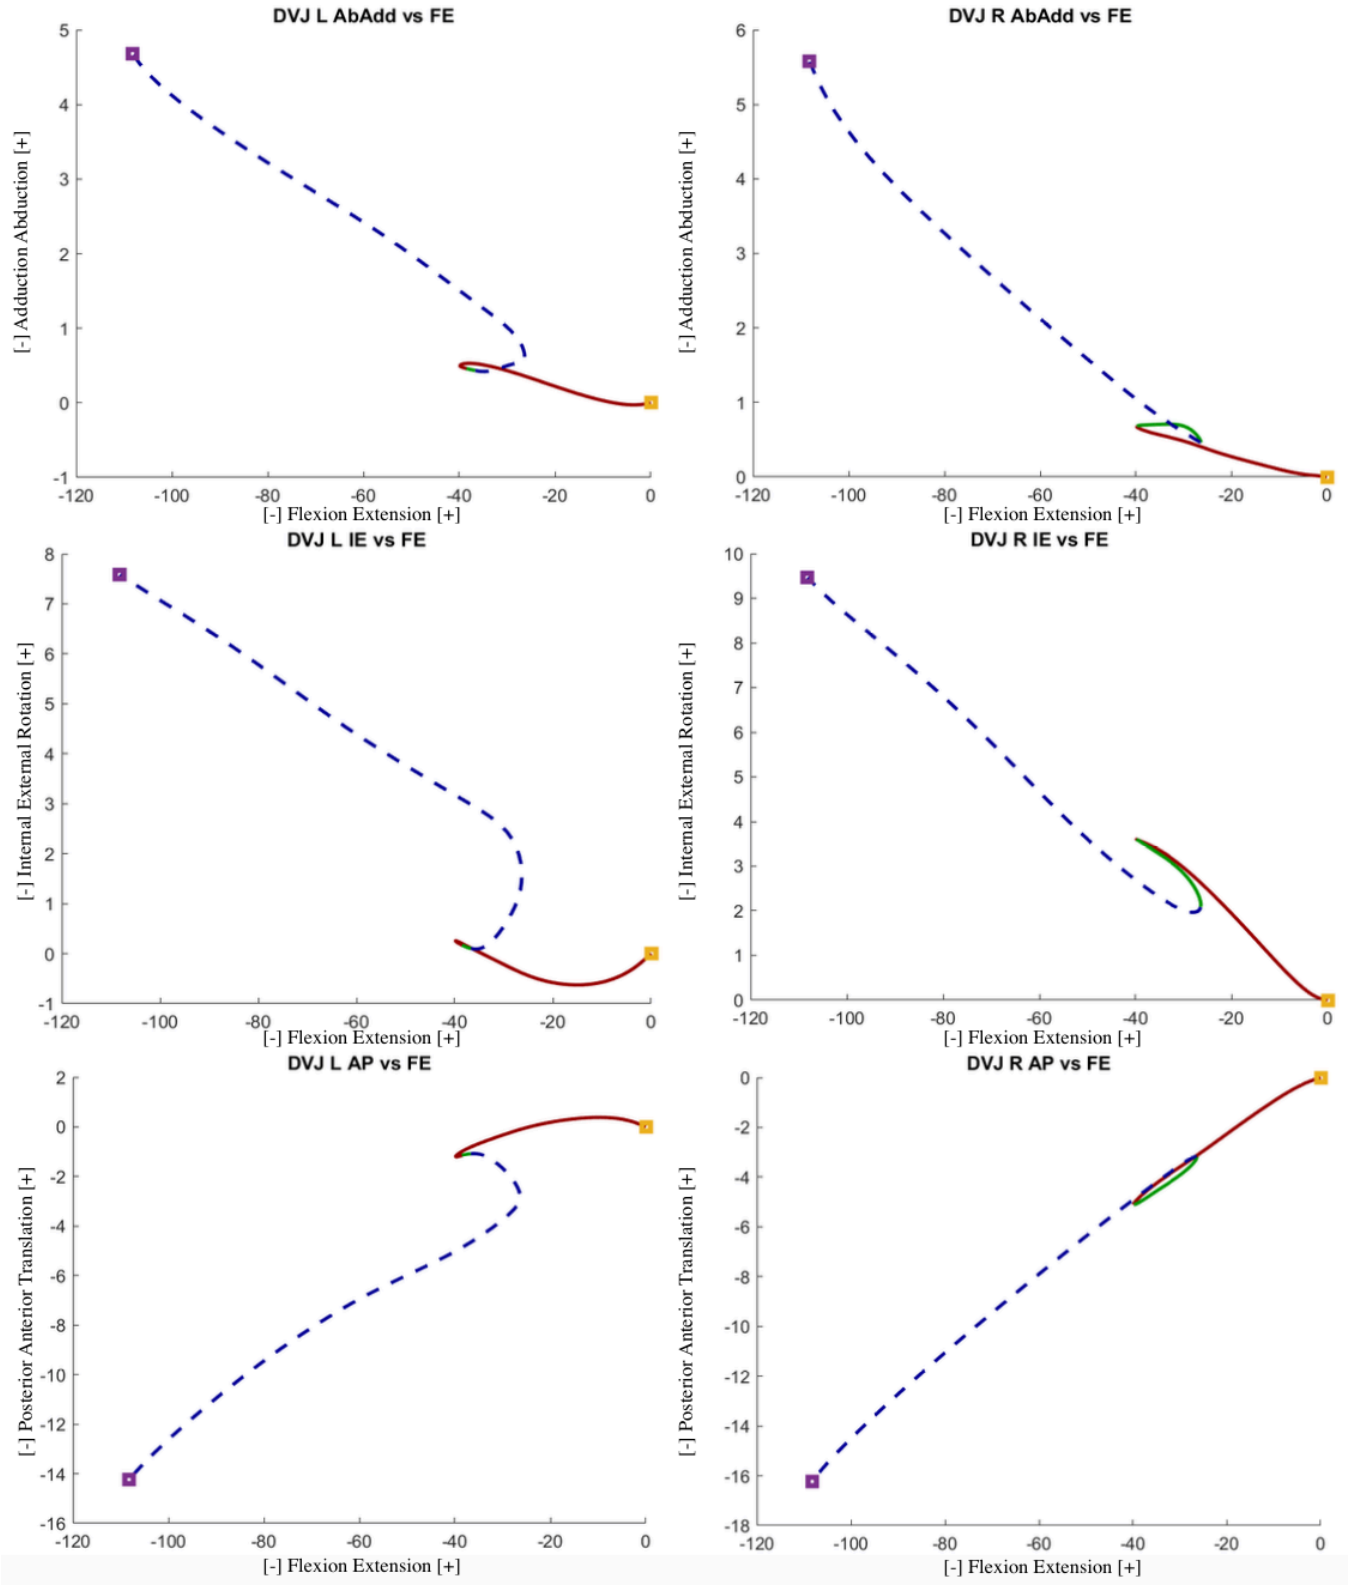 DVJ L AbAdd vs FE
5
4
3
2
1
0
-1
[-] Adduction Abduction [+]
-120 -100 -80 -60 -40 -20 0
[-] Flexion Extension [+]
DVJ R AbAdd vs FE
6
5
4
3
2
1
0
[-] Adduction Abduction [+]
-120 -100 -80 -60 -40 -20 0
[-] Flexion Extension [+]
DVJ L IE vs FE
8
7
6
5
4
3
2
1
0
-1
[-] Internal External Rotation [+]
-120 -100 -80 -60 -40 -20 0
[-] Flexion Extension [+]
DVJ R IE vs FE
10
9
8
7
6
5
4
3
2
1
0
[-] Internal External Rotation [+]
-120 -100 -80 -60 -40 -20 0
[-] Flexion Extension [+]
DVJ L AP vs FE
2
0
-2
-4
-6
-8
-10
-12
-14
-16
[-] Posterior Anterior Translation [+]
-120 -100 -80 -60 -40 -20 0
[-] Flexion Extension [+]
DVJ R AP vs FE
0
-2
-4
-6
-8
-10
-12
-14
-16
-18
[-] Posterior Anterior Translation [+]
-120 -100 -80 -60 -40 -20 0
[-] Flexion Extension [+]